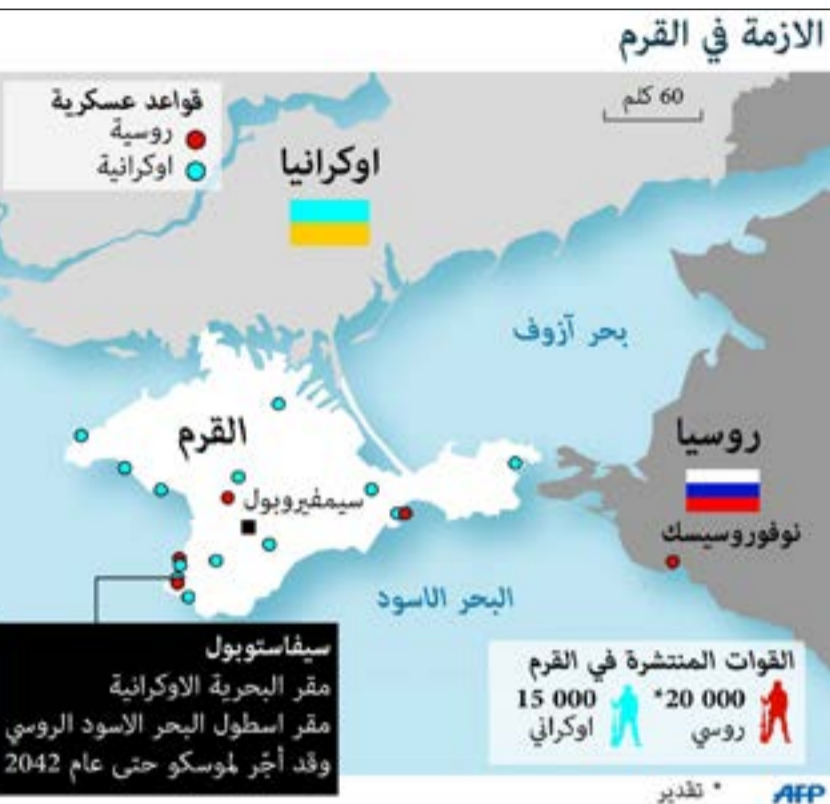 الازمة في القرم
قواعد عسكرية
روسية
اوكرانية
60 كلم
اوكرانيا
بحر آزوف
القرم
روسيا
سيمفيروبول
نوفوروسيسك
البحر الاسود
سيفاستوبول
مقر البحرية الاوكرانية
مقر اسطول البحر الاسود الروسي
وقد أجّر لموسكو حتى عام 2042
القوات المنتشرة في القرم
20 000* 15 000
روسي اوكراني
* تقدير
AFP